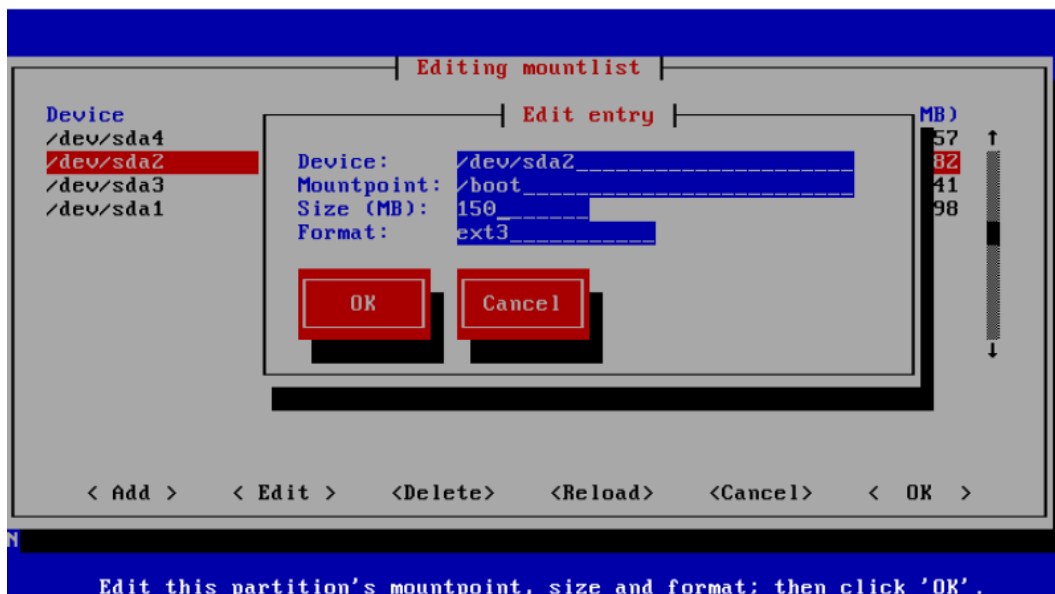 Editing mountlist
Device MB)
Edit entry
/dev/sda4 57
/dev/sda2 82
/dev/sda3 41
/dev/sda1 98
Device: /dev/sda2
Mountpoint: /boot
Size (MB): 150
Format: ext3
OK Cancel
< Add > < Edit > <Delete> <Reload> <Cancel> < OK >
N
Edit this partition's mountpoint, size and format; then click 'OK'.